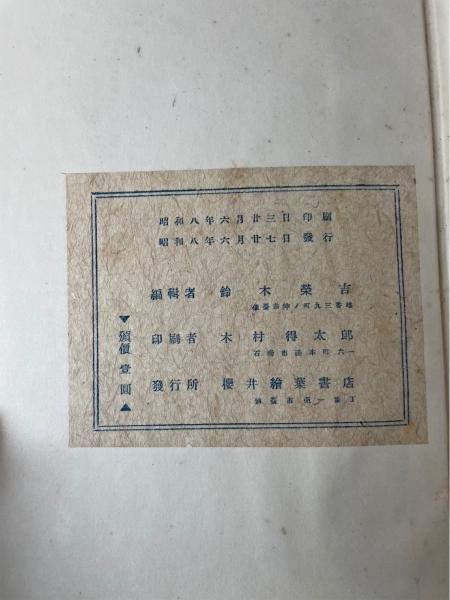 昭和八年六月廿三日 印刷
昭和八年六月廿七日 發行
編輯者 鈴木榮吉
印刷者 木村得太郎
發行所 櫻井繪葉書店
▼頒價壹圓▲